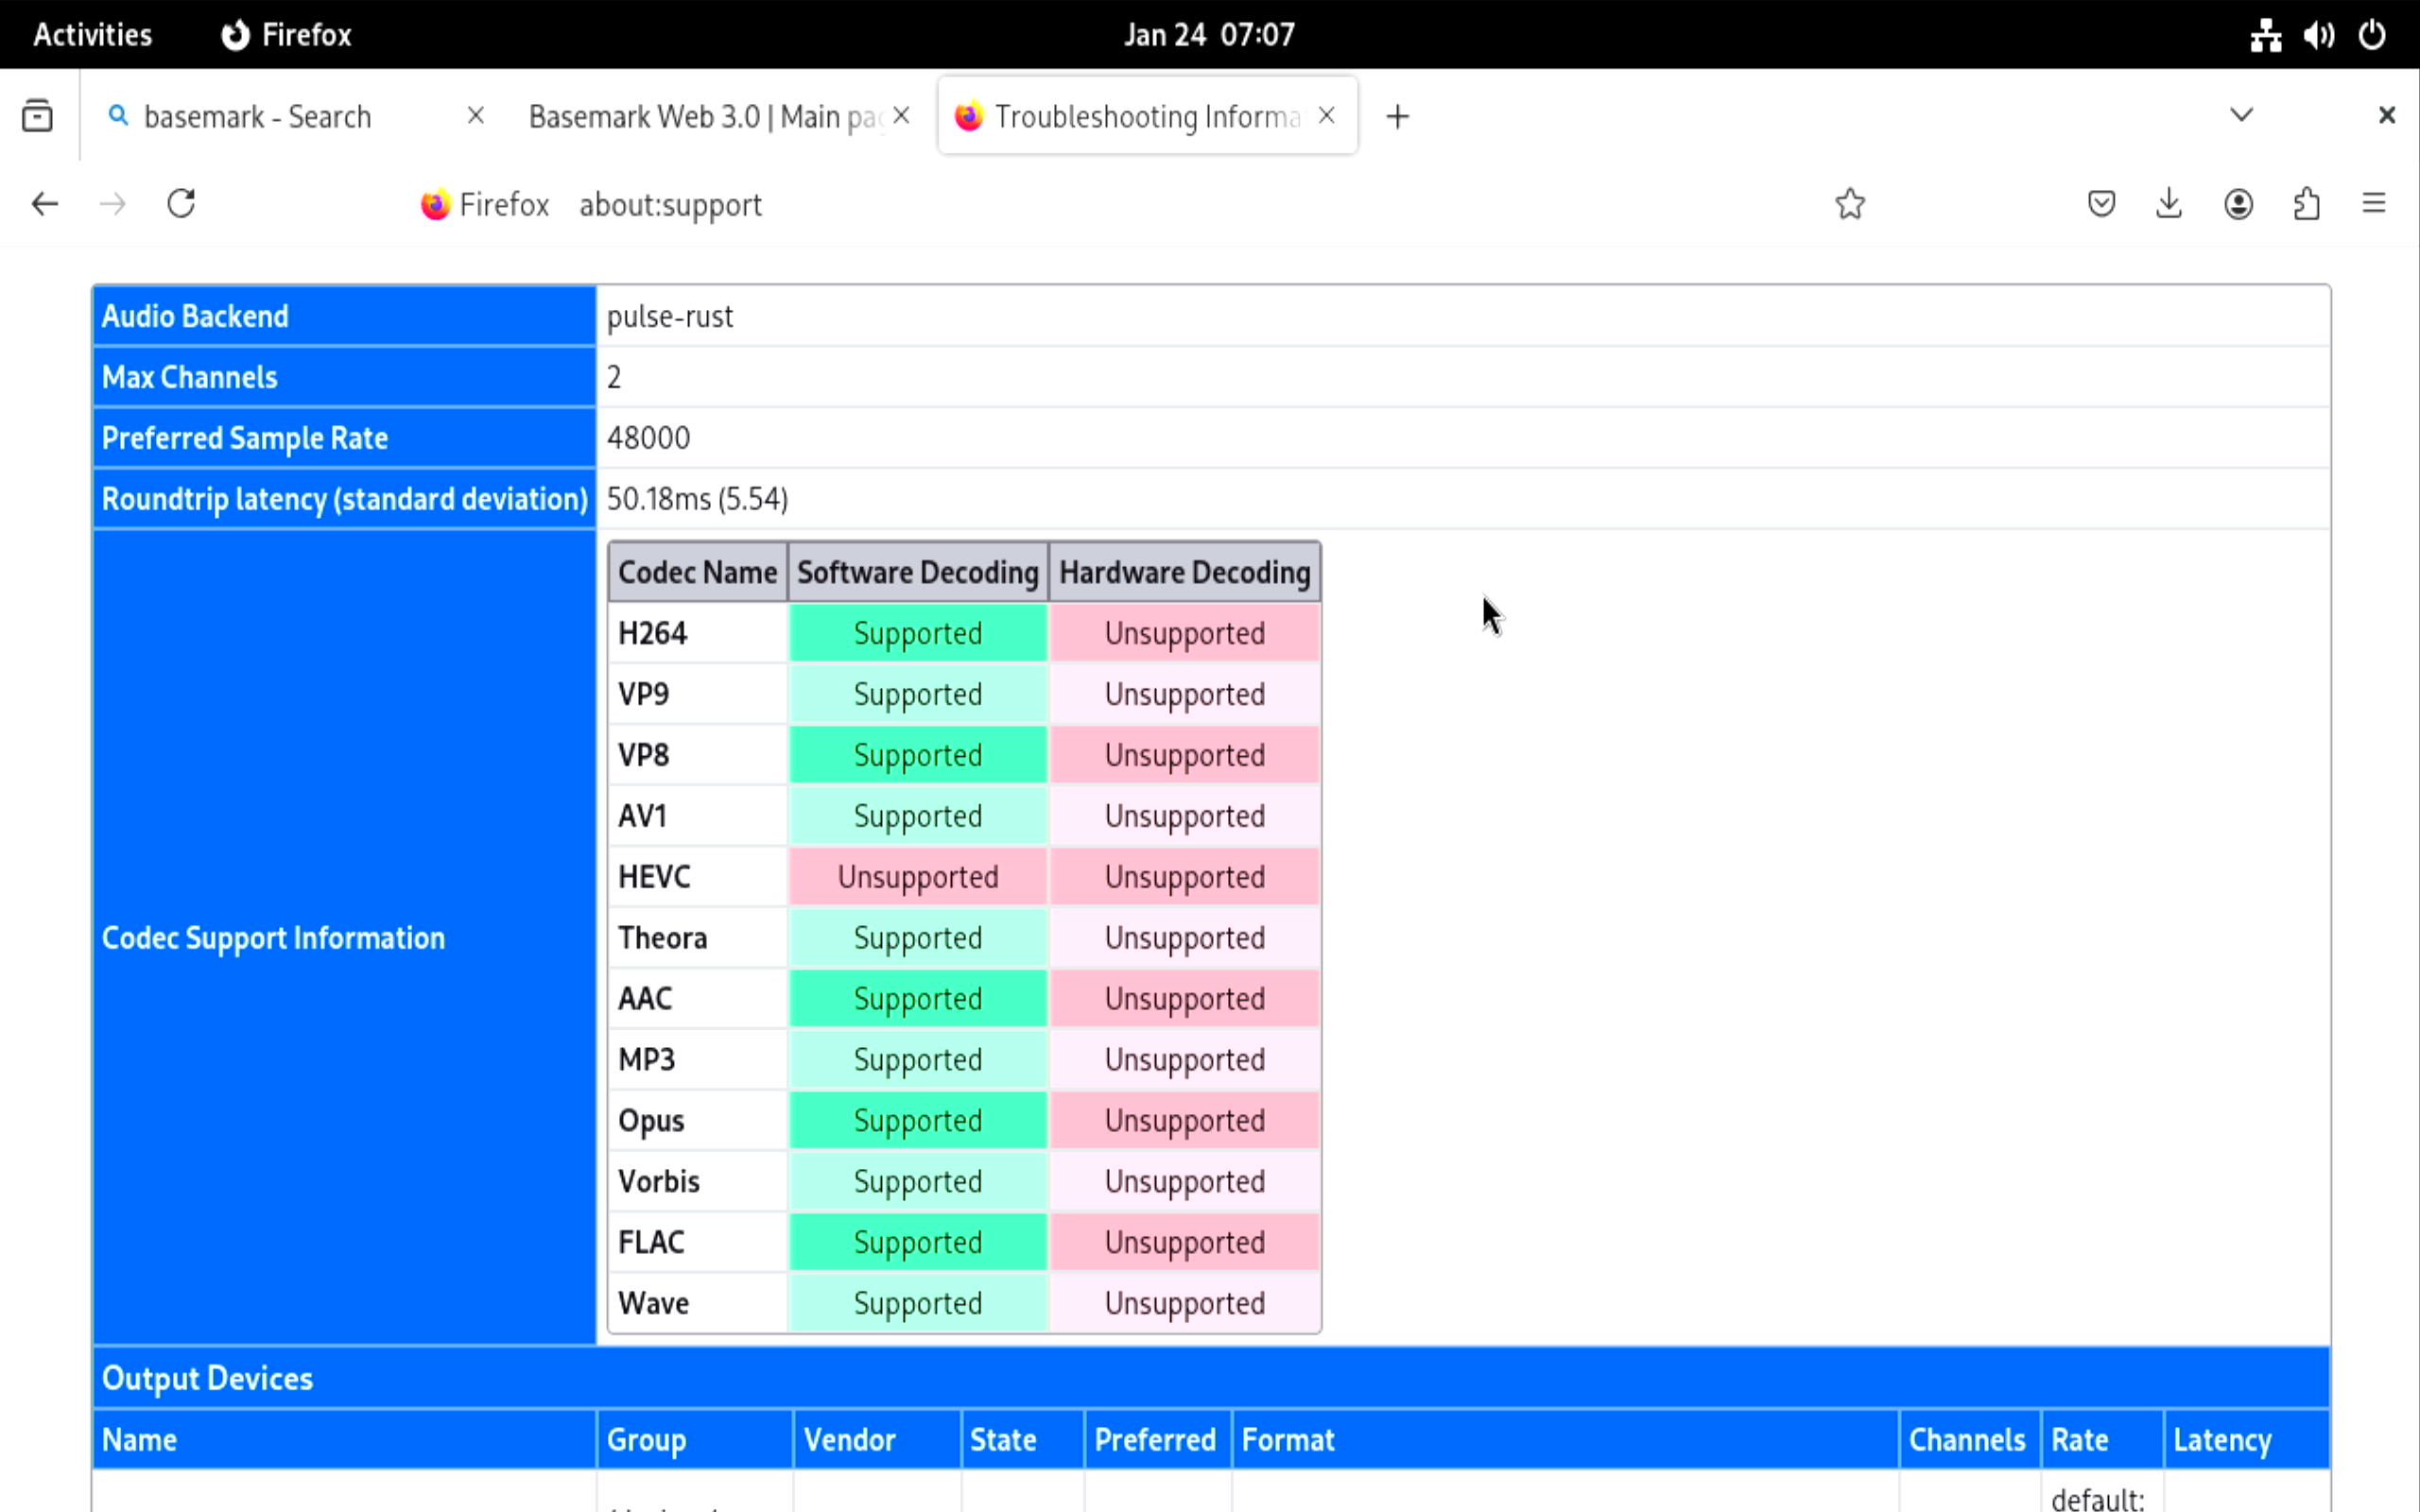 Activities Firefox Jan 24 07:07
basemark - Search Basemark Web 3.0 | Main pag Troubleshooting Informa
Firefox about:support
Audio Backend pulse-rust
Max Channels 2
Preferred Sample Rate 48000
Roundtrip latency (standard deviation) 50.18ms (5.54)
Codec Support Information
Codec Name Software Decoding Hardware Decoding
H264 Supported Unsupported
VP9 Supported Unsupported
VP8 Supported Unsupported
AV1 Supported Unsupported
HEVC Unsupported Unsupported
Theora Supported Unsupported
AAC Supported Unsupported
MP3 Supported Unsupported
Opus Supported Unsupported
Vorbis Supported Unsupported
FLAC Supported Unsupported
Wave Supported Unsupported
Output Devices
Name Group Vendor State Preferred Format Channels Rate Latency
default: